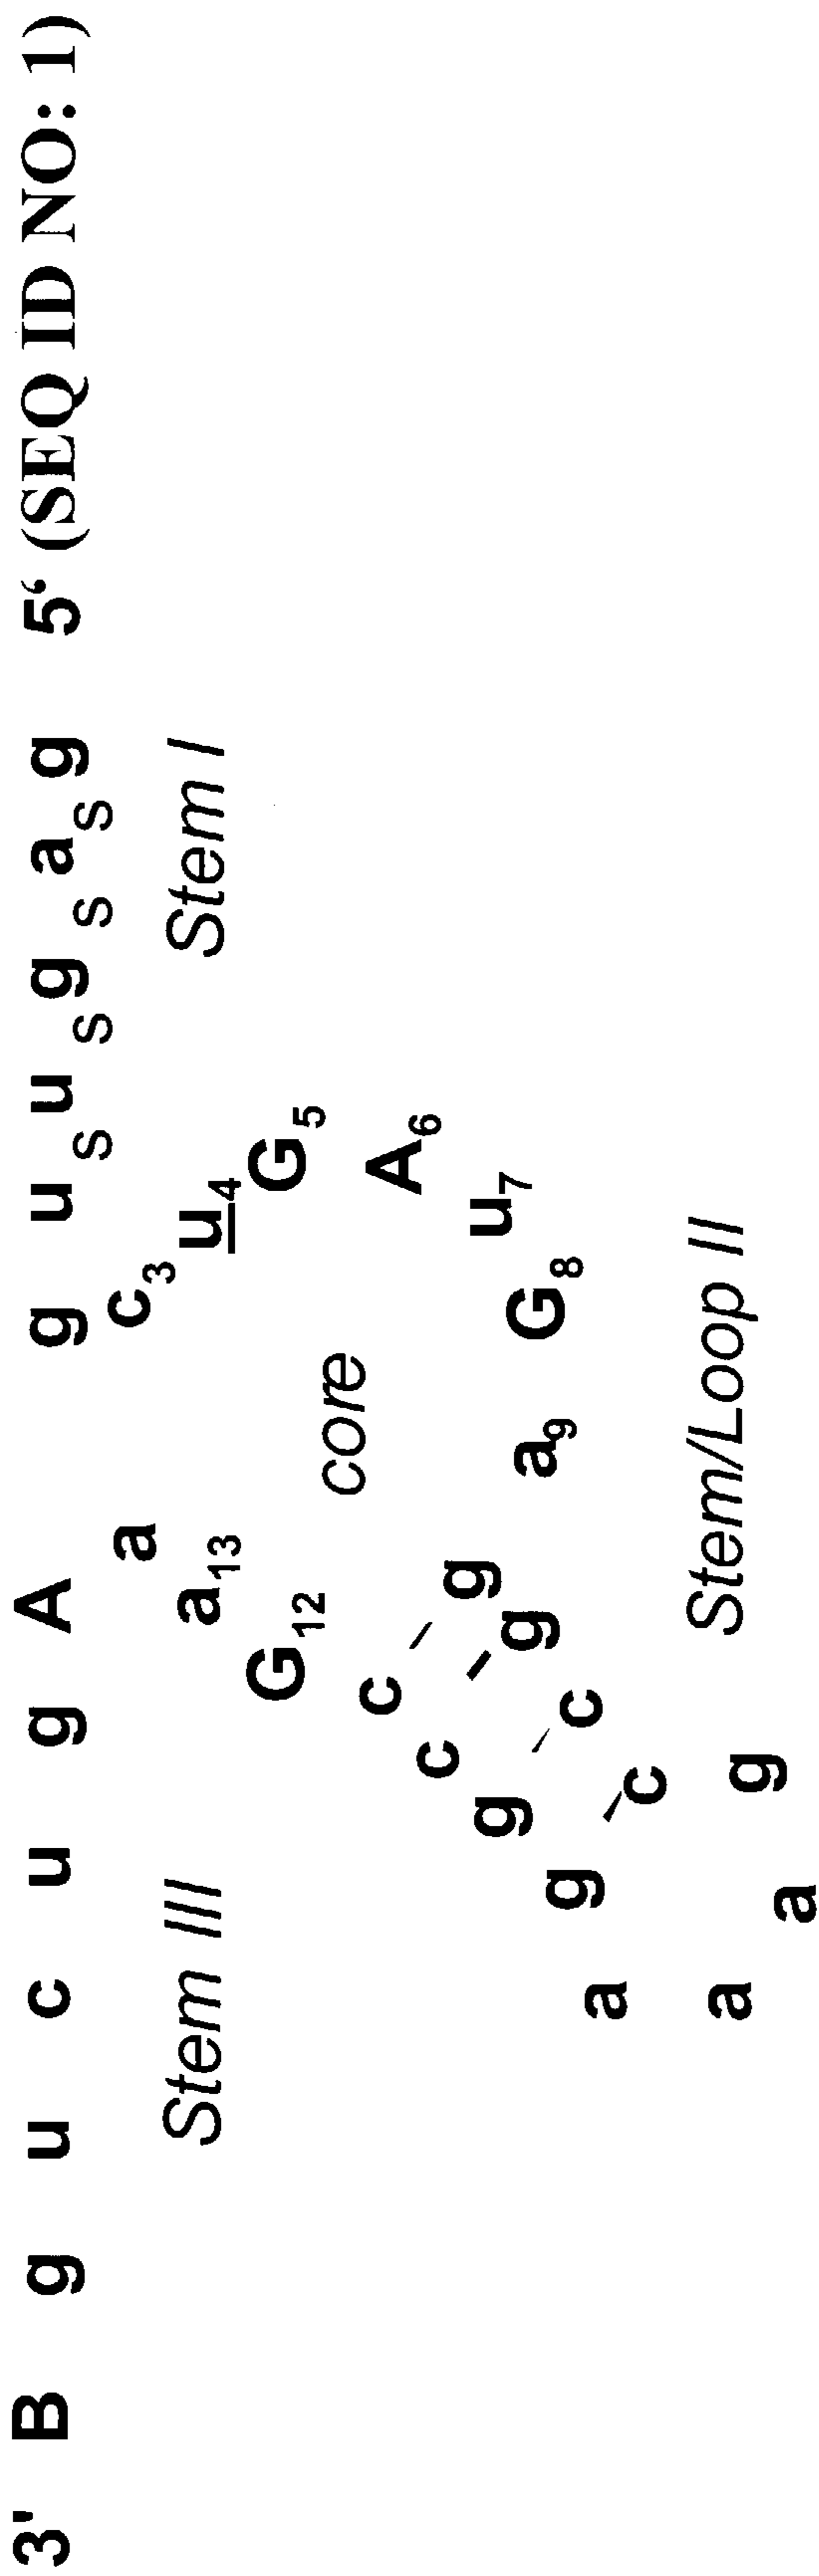 3' B g u c u g A g u s u s g s a s g 5‘ (SEQ ID NO: 1)
a c3
Stem III a13 u4 Stem I
G12 G5
core
c A6
c g u7
g g a9 G8
g c
a c
Stem/Loop II
a g
a